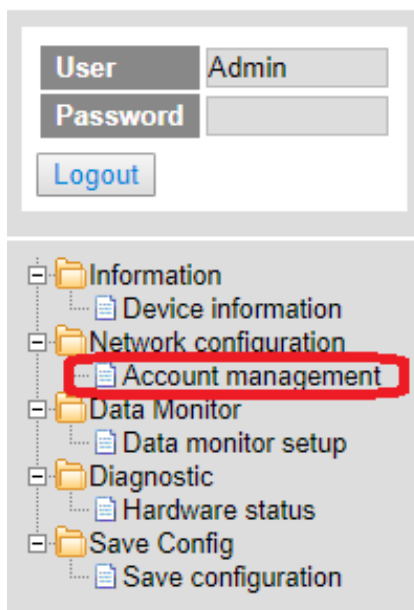 User Admin
Password
Logout
Information
Device information
Network configuration
Account management
Data Monitor
Data monitor setup
Diagnostic
Hardware status
Save Config
Save configuration